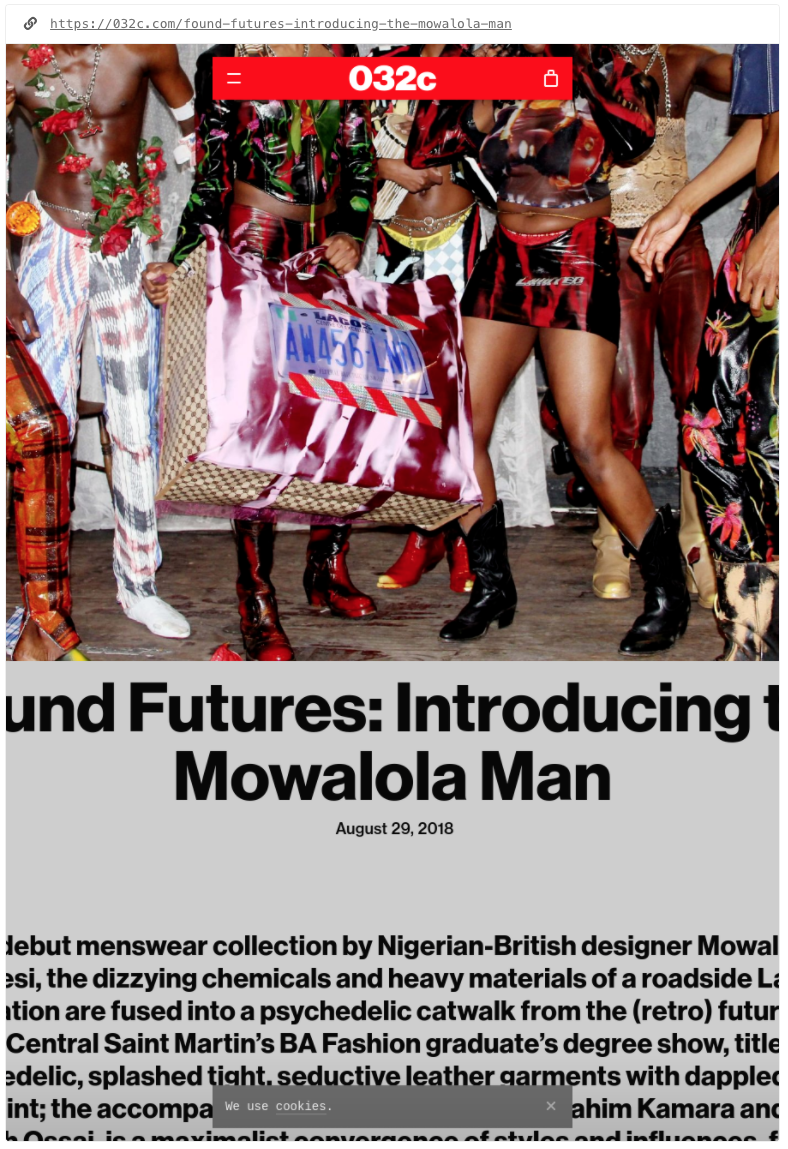 https://032c.com/found-futures-introducing-the-mowalola-man
032c
LIMITED
LAGOS
AW456-LND
und Futures: Introducing t
Mowalola Man
August 29, 2018
debut menswear collection by Nigerian-British designer Mowal
esi, the dizzying chemicals and heavy materials of a roadside La
ation are fused into a psychedelic catwalk from the (retro) futur
Central Saint Martin's BA Fashion graduate's degree show, title
edelic, splashed tight, seductive leather garments with dapplec
int; the accompa
ahim Kamara and
We use cookies.
h Ossai, is a maximalist convergence of styles and influences, f